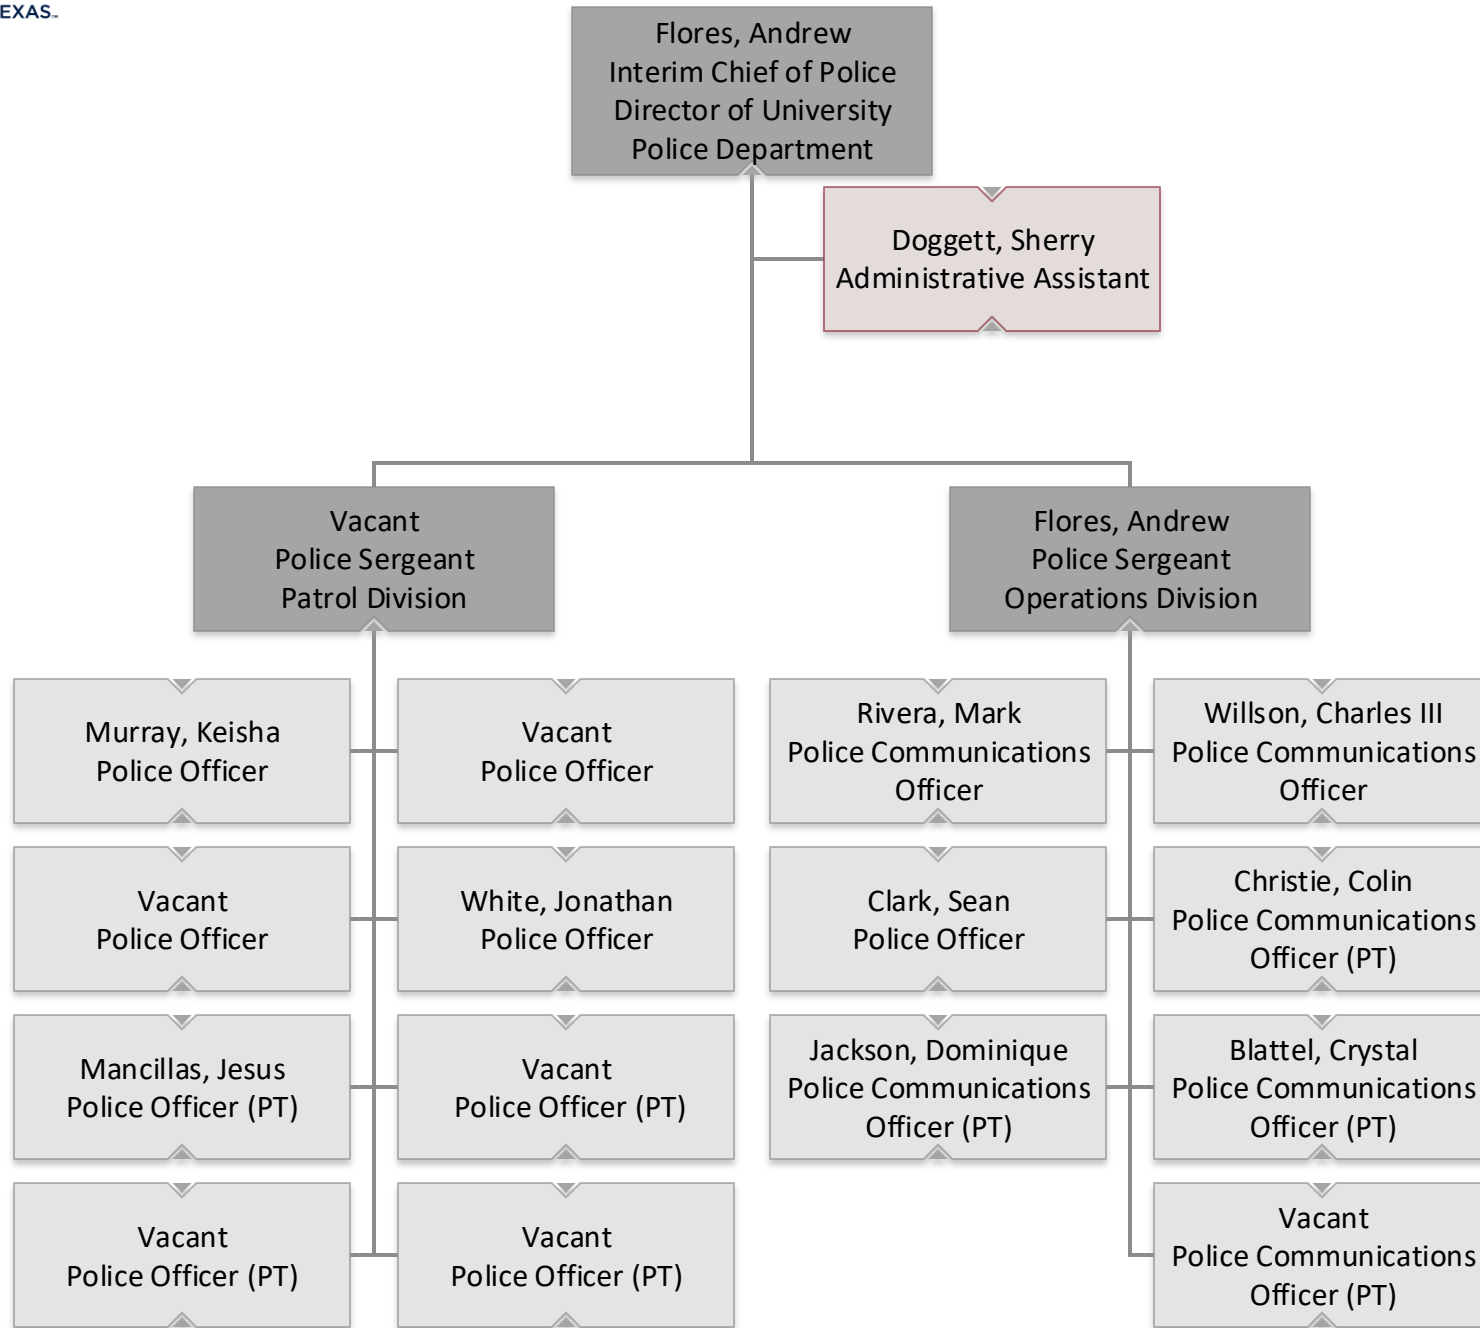 EXAS™
Flores, Andrew
Interim Chief of Police
Director of University
Police Department
Doggett, Sherry
Administrative Assistant
Vacant
Police Sergeant
Patrol Division
Flores, Andrew
Police Sergeant
Operations Division
Murray, Keisha
Police Officer
Vacant
Police Officer
Rivera, Mark
Police Communications
Officer
Willson, Charles III
Police Communications
Officer
Vacant
Police Officer
White, Jonathan
Police Officer
Clark, Sean
Police Officer
Christie, Colin
Police Communications
Officer (PT)
Mancillas, Jesus
Police Officer (PT)
Vacant
Police Officer (PT)
Jackson, Dominique
Police Communications
Officer (PT)
Blattel, Crystal
Police Communications
Officer (PT)
Vacant
Police Officer (PT)
Vacant
Police Officer (PT)
Vacant
Police Communications
Officer (PT)